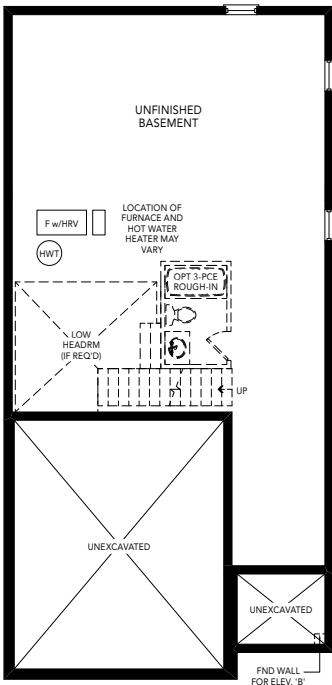 UNFINISHED
BASEMENT
LOCATION OF
FURNACE AND
HOT WATER
HEATER MAY
VARY
F w/HRV
HWT
OPT 3-PCE
ROUGH-IN
LOW
HEADRM
(IF REQ'D)
UP
UNEXCAVATED
UNEXCAVATED
FND WALL
FOR ELEV. 'B'